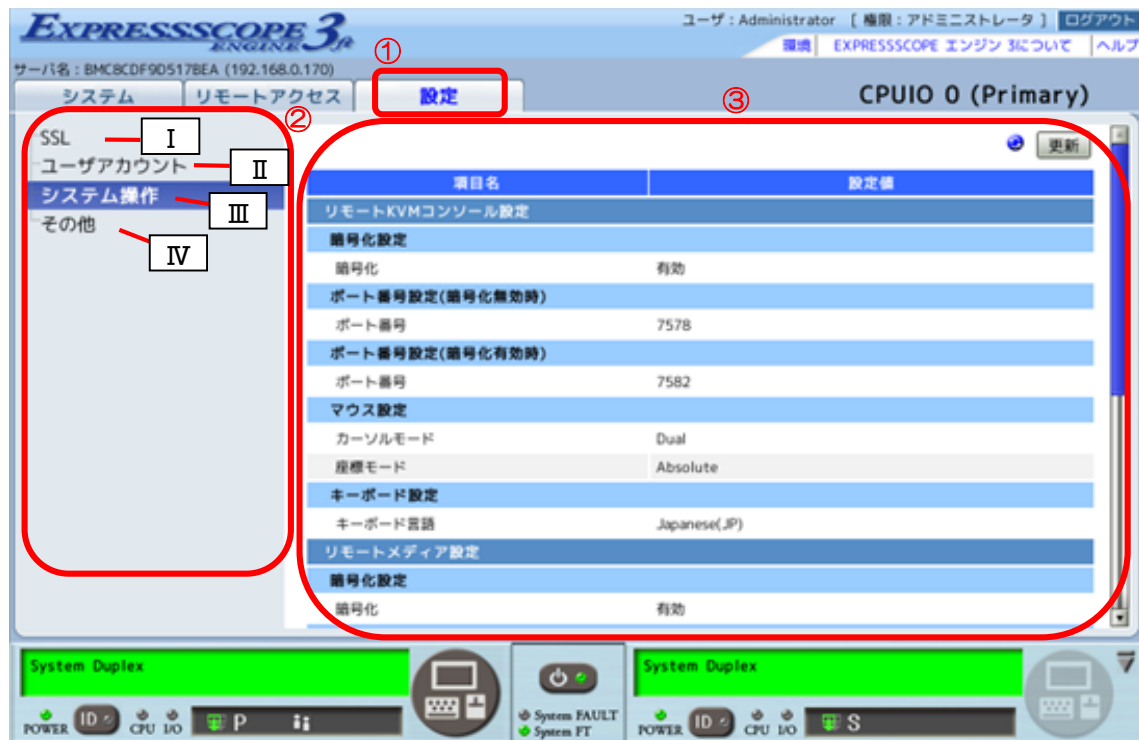 EXPRESSSCOPE
ENGINE 3 ft
ユーザ : Administrator [ 権限 : アドミニストレータ ] ログアウト
環境 EXPRESSSCOPE エンジン 3について ヘルプ
サーバ名 : BMC8CDF9D517BEA (192.168.0.170)
①
システム リモートアクセス 設定
CPUIO 0 (Primary)
②
③
SSL
Ⅰ
ユーザアカウント
Ⅱ
システム操作
Ⅲ
その他
Ⅳ
更新
項目名 設定値
リモートKVMコンソール設定
暗号化設定
暗号化 有効
ポート番号設定(暗号化無効時)
ポート番号 7578
ポート番号設定(暗号化有効時)
ポート番号 7582
マウス設定
カーソルモード Dual
座標モード Absolute
キーボード設定
キーボード言語 Japanese(JP)
リモートメディア設定
暗号化設定
暗号化 有効
System Duplex
POWER ID CPU I/O P
System FAULT
System FT
System Duplex
POWER ID CPU I/O S